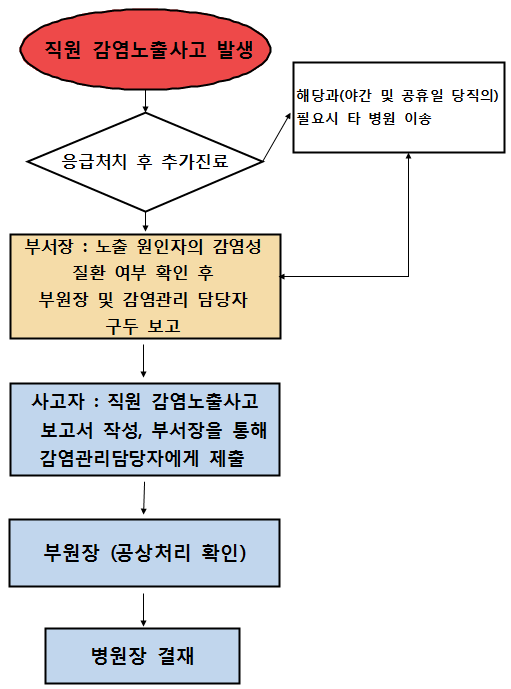 직원 감염노출사고 발생
해당과(야간 및 공휴일 당직의)
필요시 타 병원 이송
응급처치 후 추가진료
부서장 : 노출 원인자의 감염성
질환 여부 확인 후
부원장 및 감염관리 담당자
구두 보고
사고자 : 직원 감염노출사고
보고서 작성, 부서장을 통해
감염관리담당자에게 제출
부원장 (공상처리 확인)
병원장 결재